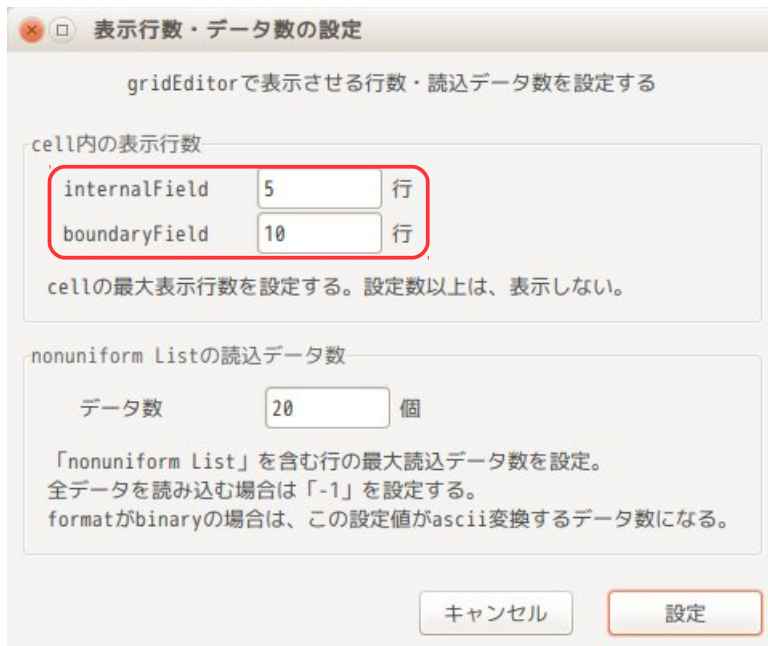 表示行数・データ数の設定
gridEditorで表示させる行数・読込データ数を設定する
cell内の表示行数
internalField 5 行
boundaryField 10 行
cellの最大表示行数を設定する。設定数以上は、表示しない。
nonuniform Listの読込データ数
データ数 20 個
「nonuniform List」を含む行の最大読込データ数を設定。
全データを読み込む場合は「-1」を設定する。
formatがbinaryの場合は、この設定値がascii変換するデータ数になる。
キャンセル 設定